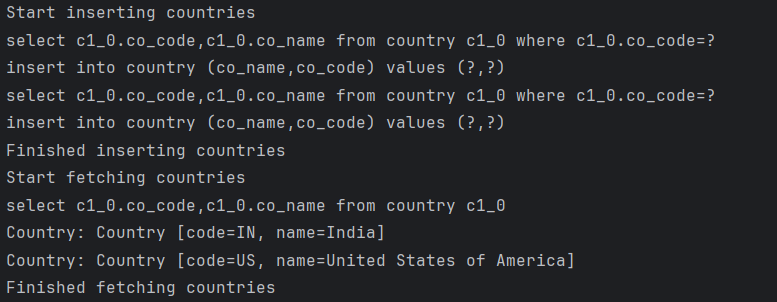 Start inserting countries
select c1_0.co_code,c1_0.co_name from country c1_0 where c1_0.co_code=?
insert into country (co_name,co_code) values (?,?)
select c1_0.co_code,c1_0.co_name from country c1_0 where c1_0.co_code=?
insert into country (co_name,co_code) values (?,?)
Finished inserting countries
Start fetching countries
select c1_0.co_code,c1_0.co_name from country c1_0
Country: Country [code=IN, name=India]
Country: Country [code=US, name=United States of America]
Finished fetching countries